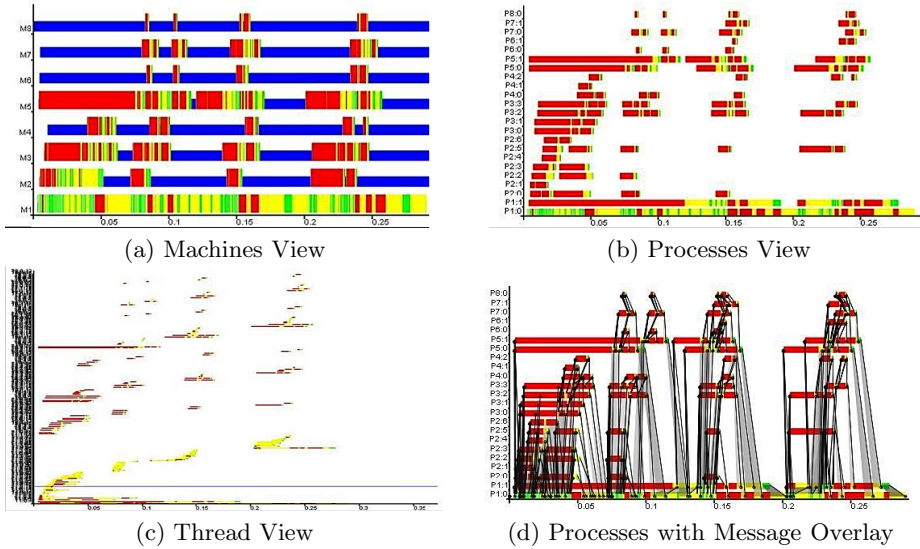 M8
M7
M6
M5
M4
M3
M2
M1
0.05 0.1 0.15 0.2 0.25
(a) Machines View
P8:0
P7:1
P7:0
P6:1
P6:0
P5:1
P5:0
P4:2
P4:1
P4:0
P3:3
P3:2
P3:1
P3:0
P2:6
P2:5
P2:4
P2:3
P2:2
P2:1
P2:0
P1:1
P1:0
0.05 0.1 0.15 0.2 0.25
(b) Processes View
0.05 0.1 0.15 0.2 0.25 0.3 0.35
(c) Thread View
P8:0
P7:1
P7:0
P6:1
P6:0
P5:1
P5:0
P4:2
P4:1
P4:0
P3:3
P3:2
P3:1
P3:0
P2:6
P2:5
P2:4
P2:3
P2:2
P2:1
P2:0
P1:1
P1:0
0.05 0.1 0.15 0.2 0.25
(d) Processes with Message Overlay